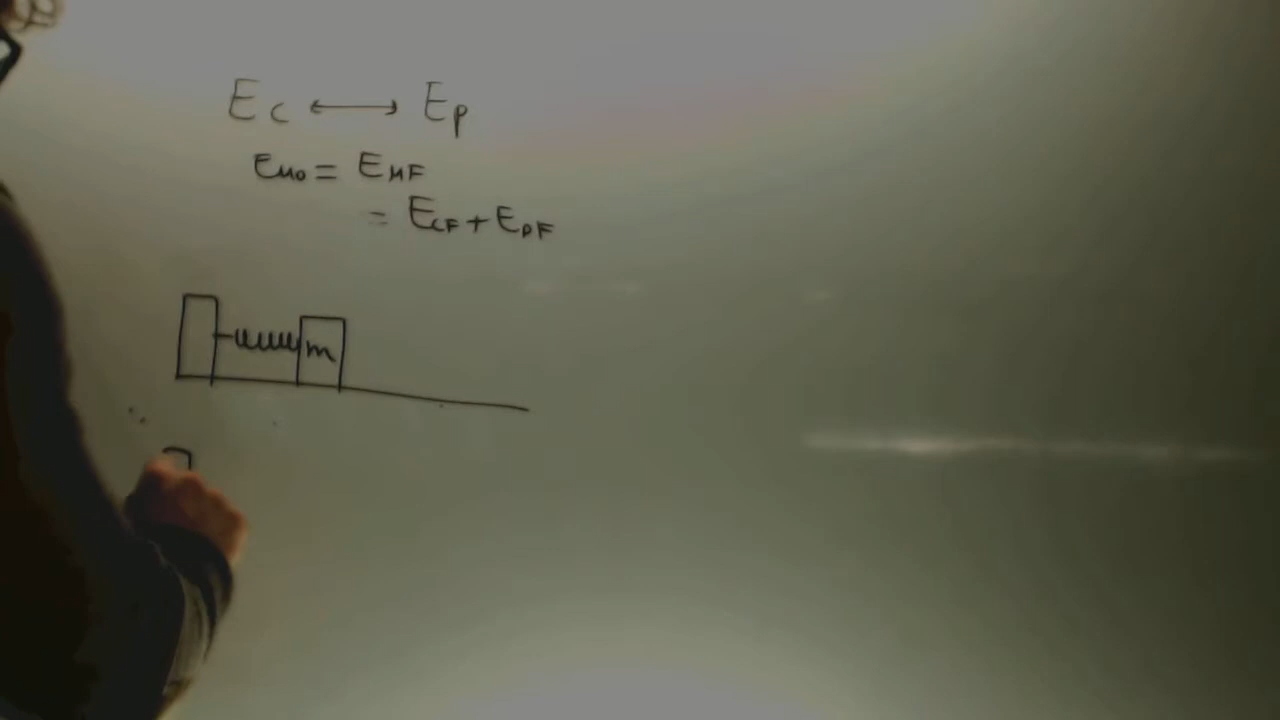 Ec ⟷ Ep
EMo = EMF
= ECF + EPF
m